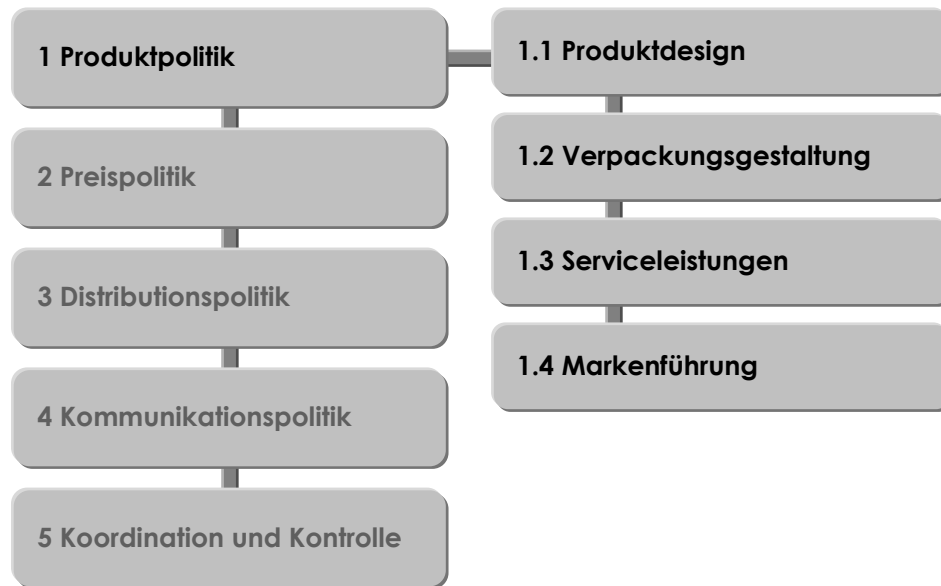 1 Produktpolitik
2 Preispolitik
3 Distributionspolitik
4 Kommunikationspolitik
5 Koordination und Kontrolle
1.1 Produktdesign
1.2 Verpackungsgestaltung
1.3 Serviceleistungen
1.4 Markenführung